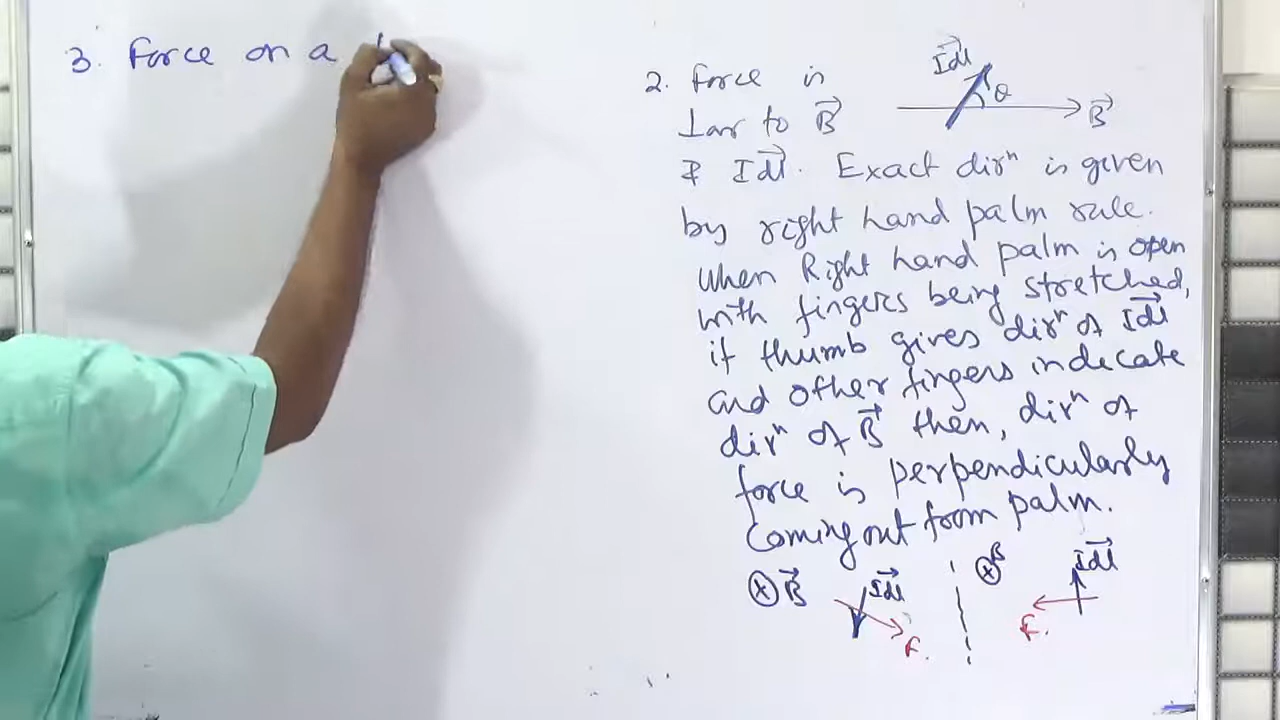 3. Force on a
2. Force is
⊥ar to B⃗
& Idl⃗. Exact dirⁿ is given
by right hand palm rule.
when Right hand palm is open
with fingers being stretched,
if thumb gives dirⁿ of Idl⃗
and other fingers indecate
dirⁿ of B⃗ then, dirⁿ of
force is perpendicularly
Coming out from palm.
Idl⃗
θ
B⃗
⊗ B⃗
Idl⃗
F.
⊗ B
Idl⃗
F.